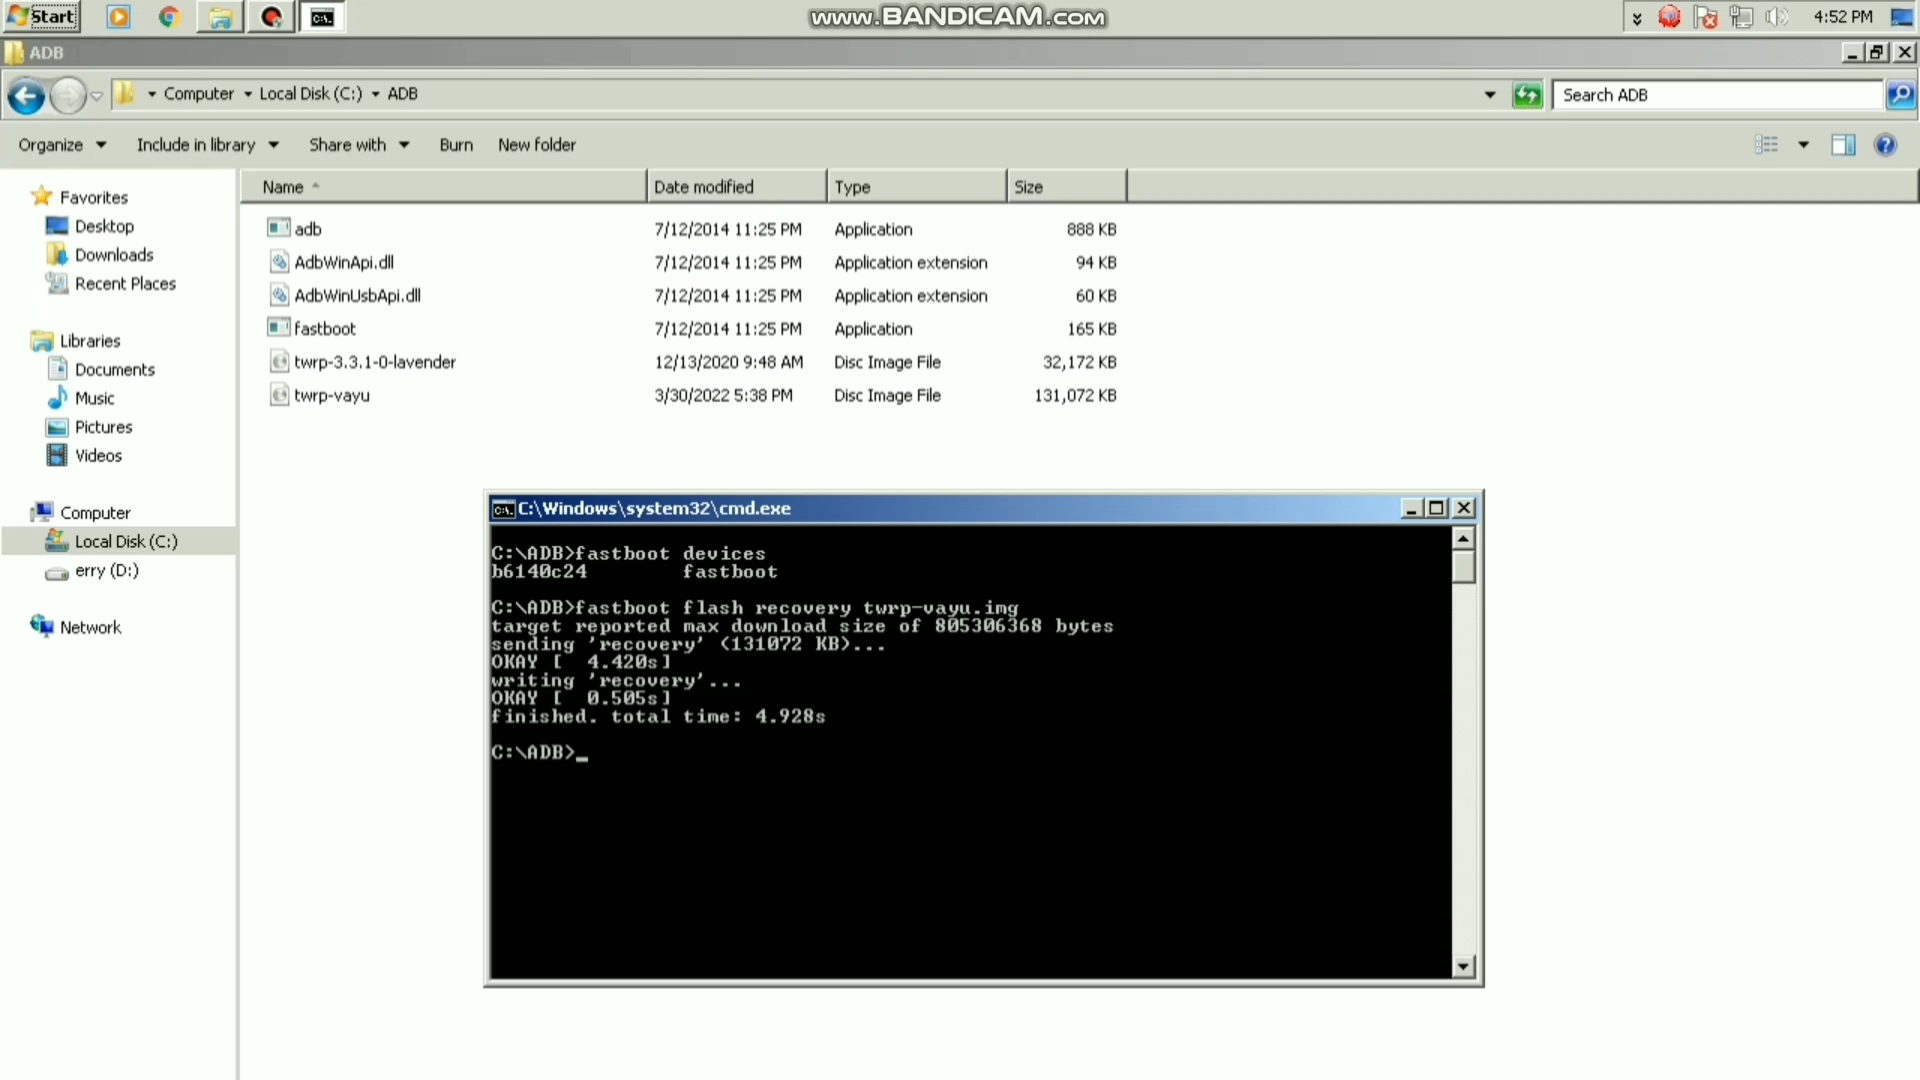 Start
www.BANDICAM.com
4:52 PM
ADB
Computer Local Disk (C:) ADB
Search ADB
Organize Include in library Share with Burn New folder
Name Date modified Type Size
Favorites
Desktop
Downloads
Recent Places
Libraries
Documents
Music
Pictures
Videos
Computer
Local Disk (C:)
erry (D:)
Network
adb 7/12/2014 11:25 PM Application 888 KB
AdbWinApi.dll 7/12/2014 11:25 PM Application extension 94 KB
AdbWinUsbApi.dll 7/12/2014 11:25 PM Application extension 60 KB
fastboot 7/12/2014 11:25 PM Application 165 KB
twrp-3.3.1-0-lavender 12/13/2020 9:48 AM Disc Image File 32,172 KB
twrp-vayu 3/30/2022 5:38 PM Disc Image File 131,072 KB
C:\Windows\system32\cmd.exe
C:\ADB>fastboot devices
b6140c24 fastboot
C:\ADB>fastboot flash recovery twrp-vayu.img
target reported max download size of 805306368 bytes
sending 'recovery' (131072 KB)...
OKAY [ 4.420s]
writing 'recovery'...
OKAY [ 0.505s]
finished. total time: 4.928s
C:\ADB>_